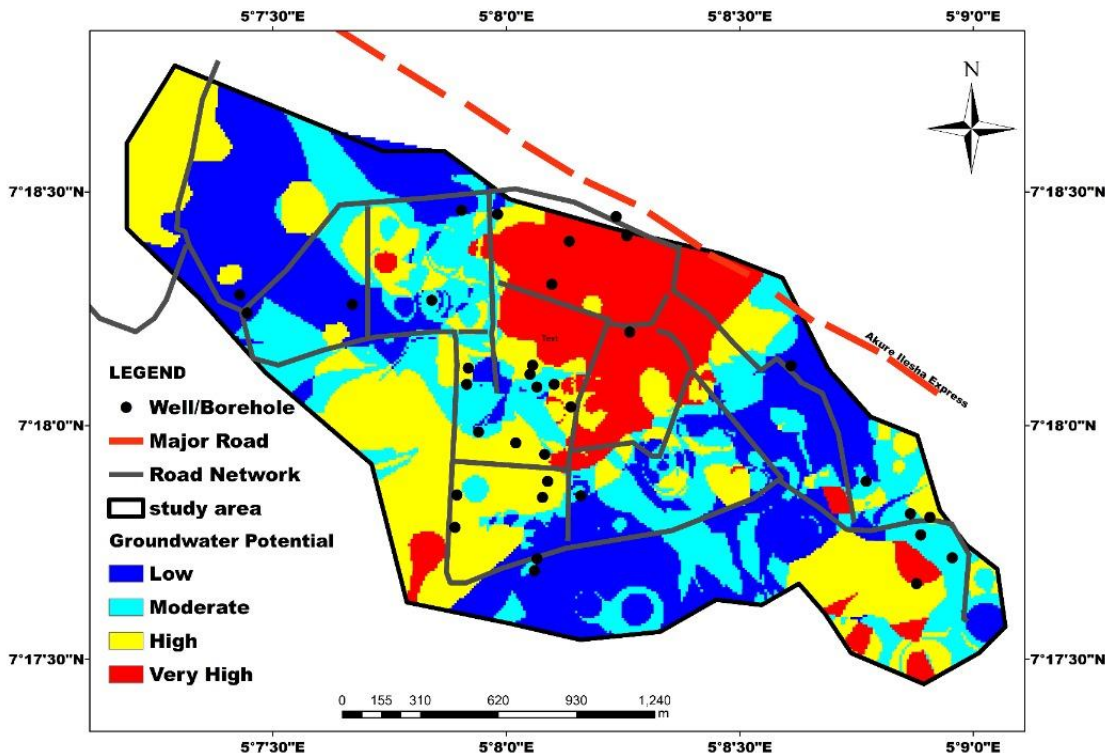 5°7'30"E 5°8'0"E 5°8'30"E 5°9'0"E
N
7°18'30"N 7°18'30"N
Text
Akure Ilesha Express
LEGEND
Well/Borehole
Major Road
Road Network
study area
Groundwater Potential
Low
Moderate
High
Very High
7°18'0"N 7°18'0"N
7°17'30"N 7°17'30"N
0 155 310 620 930 1,240
m
5°7'30"E 5°8'0"E 5°8'30"E 5°9'0"E